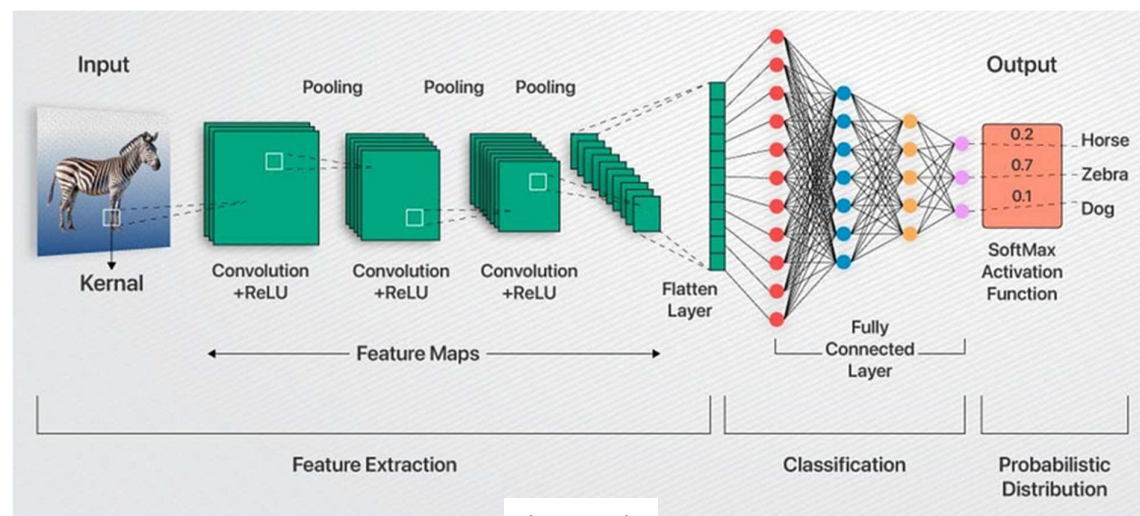 Input
Output
Pooling
Pooling
Pooling
0.2
Horse
0.7
Zebra
0.1
Dog
Kernal
Convolution
+ReLU
Convolution
+ReLU
Convolution
+ReLU
Flatten
Layer
SoftMax
Activation
Function
Feature Maps
Fully
Connected
Layer
Feature Extraction
Classification
Probabilistic
Distribution